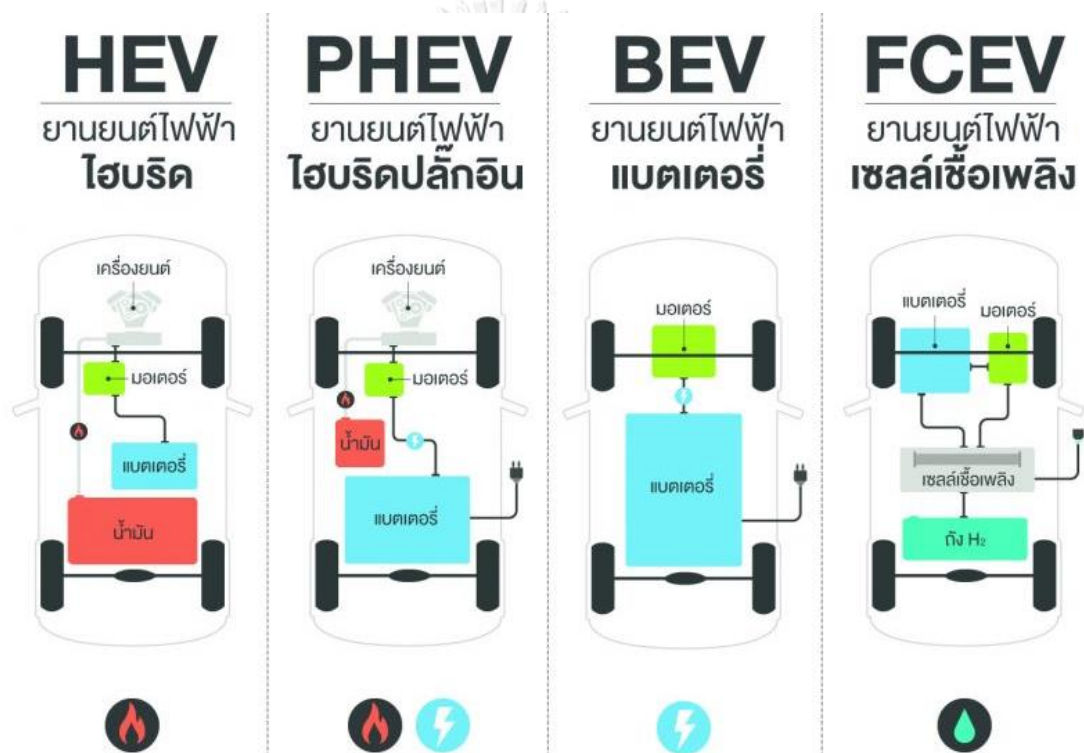 HEV
ยานยนต์ไฟฟ้า
ไฮบริด
เครื่องยนต์
มอเตอร์
แบตเตอรี่
น้ำมัน
PHEV
ยานยนต์ไฟฟ้า
ไฮบริดปลั๊กอิน
เครื่องยนต์
มอเตอร์
น้ำมัน
แบตเตอรี่
BEV
ยานยนต์ไฟฟ้า
แบตเตอรี่
มอเตอร์
แบตเตอรี่
FCEV
ยานยนต์ไฟฟ้า
เซลล์เชื้อเพลิง
แบตเตอรี่
มอเตอร์
เซลล์เชื้อเพลิง
ถัง H₂